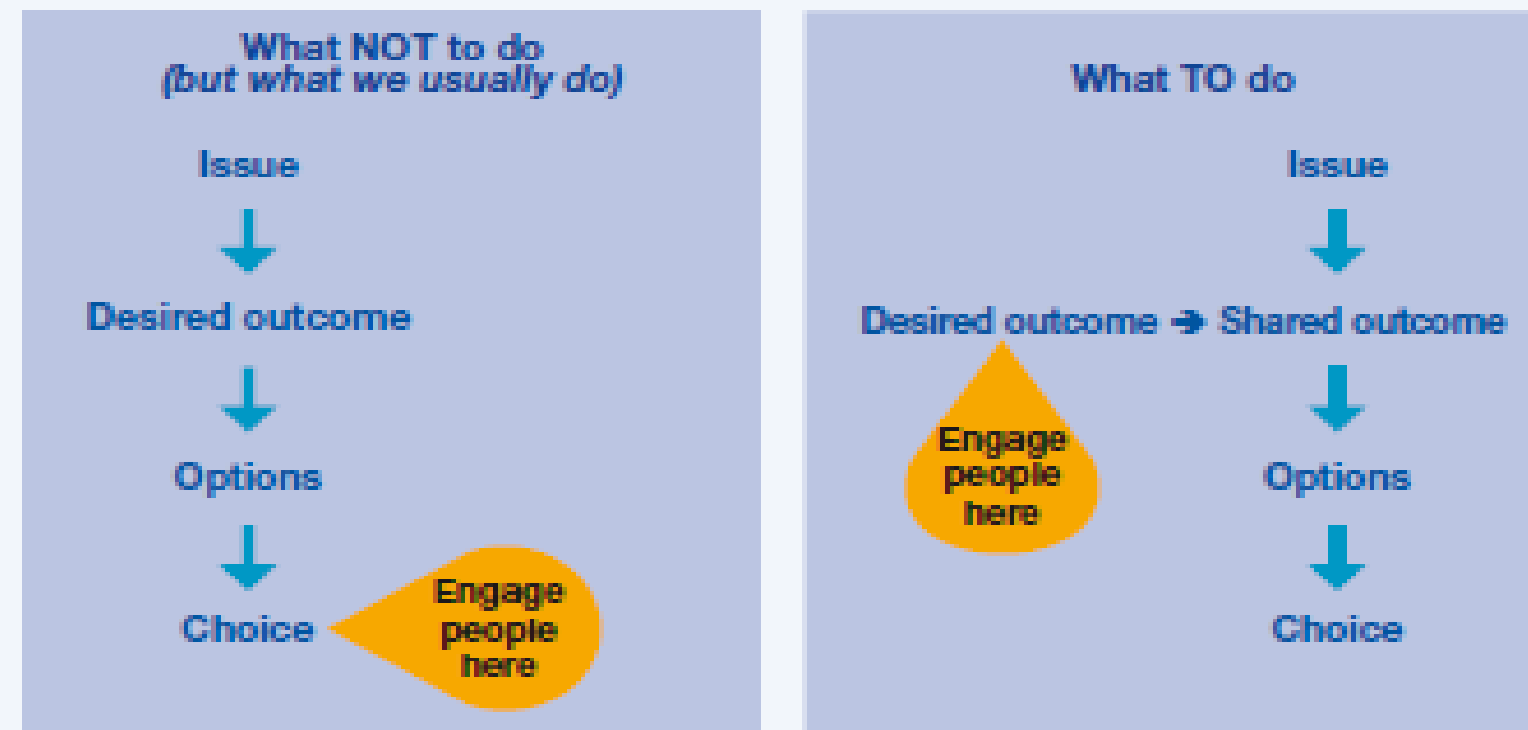 What NOT to do
(but what we usually do)
Issue
Desired outcome
Options
Choice
Engage
people
here
What TO do
Issue
Desired outcome ➔ Shared outcome
Engage
people
here
Options
Choice